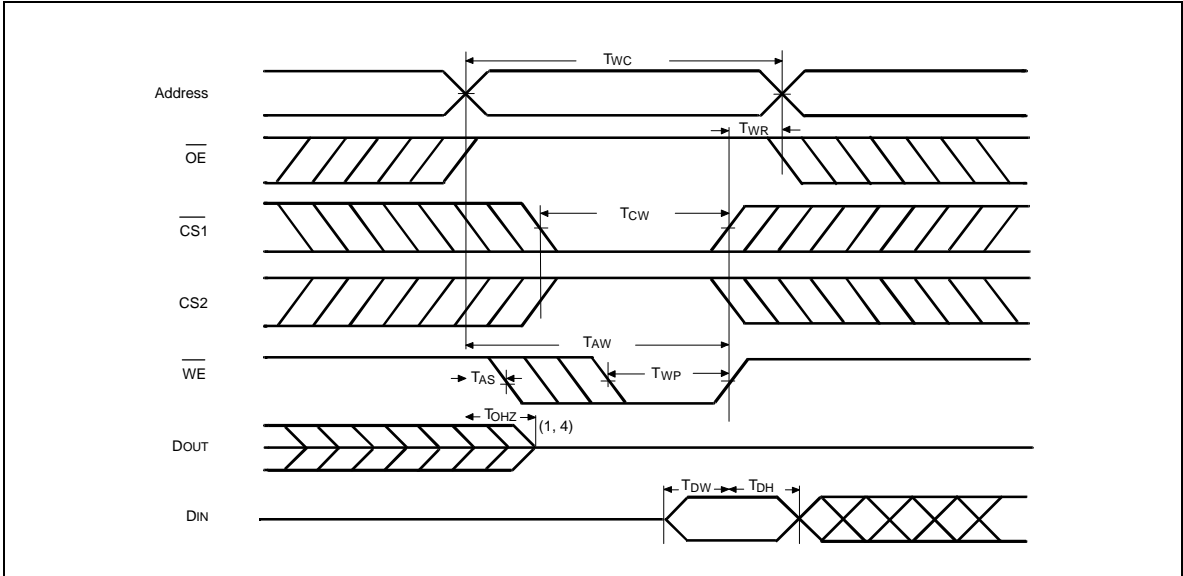 TWC
Address
TWR
OE
TCW
CS1
CS2
TAW
WE
TAS
TWP
TOHZ
(1, 4)
DOUT
TDW
TDH
DIN